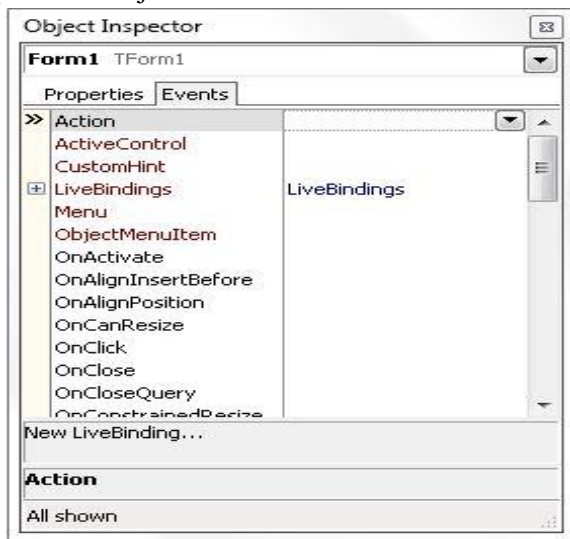 Object Inspector
Form1 TForm1
Properties Events
Action
ActiveControl
CustomHint
LiveBindings LiveBindings
Menu
ObjectMenuItem
OnActivate
OnAlignInsertBefore
OnAlignPosition
OnCanResize
OnClick
OnClose
OnCloseQuery
OnConstrainedResize
New LiveBinding...
Action
All shown